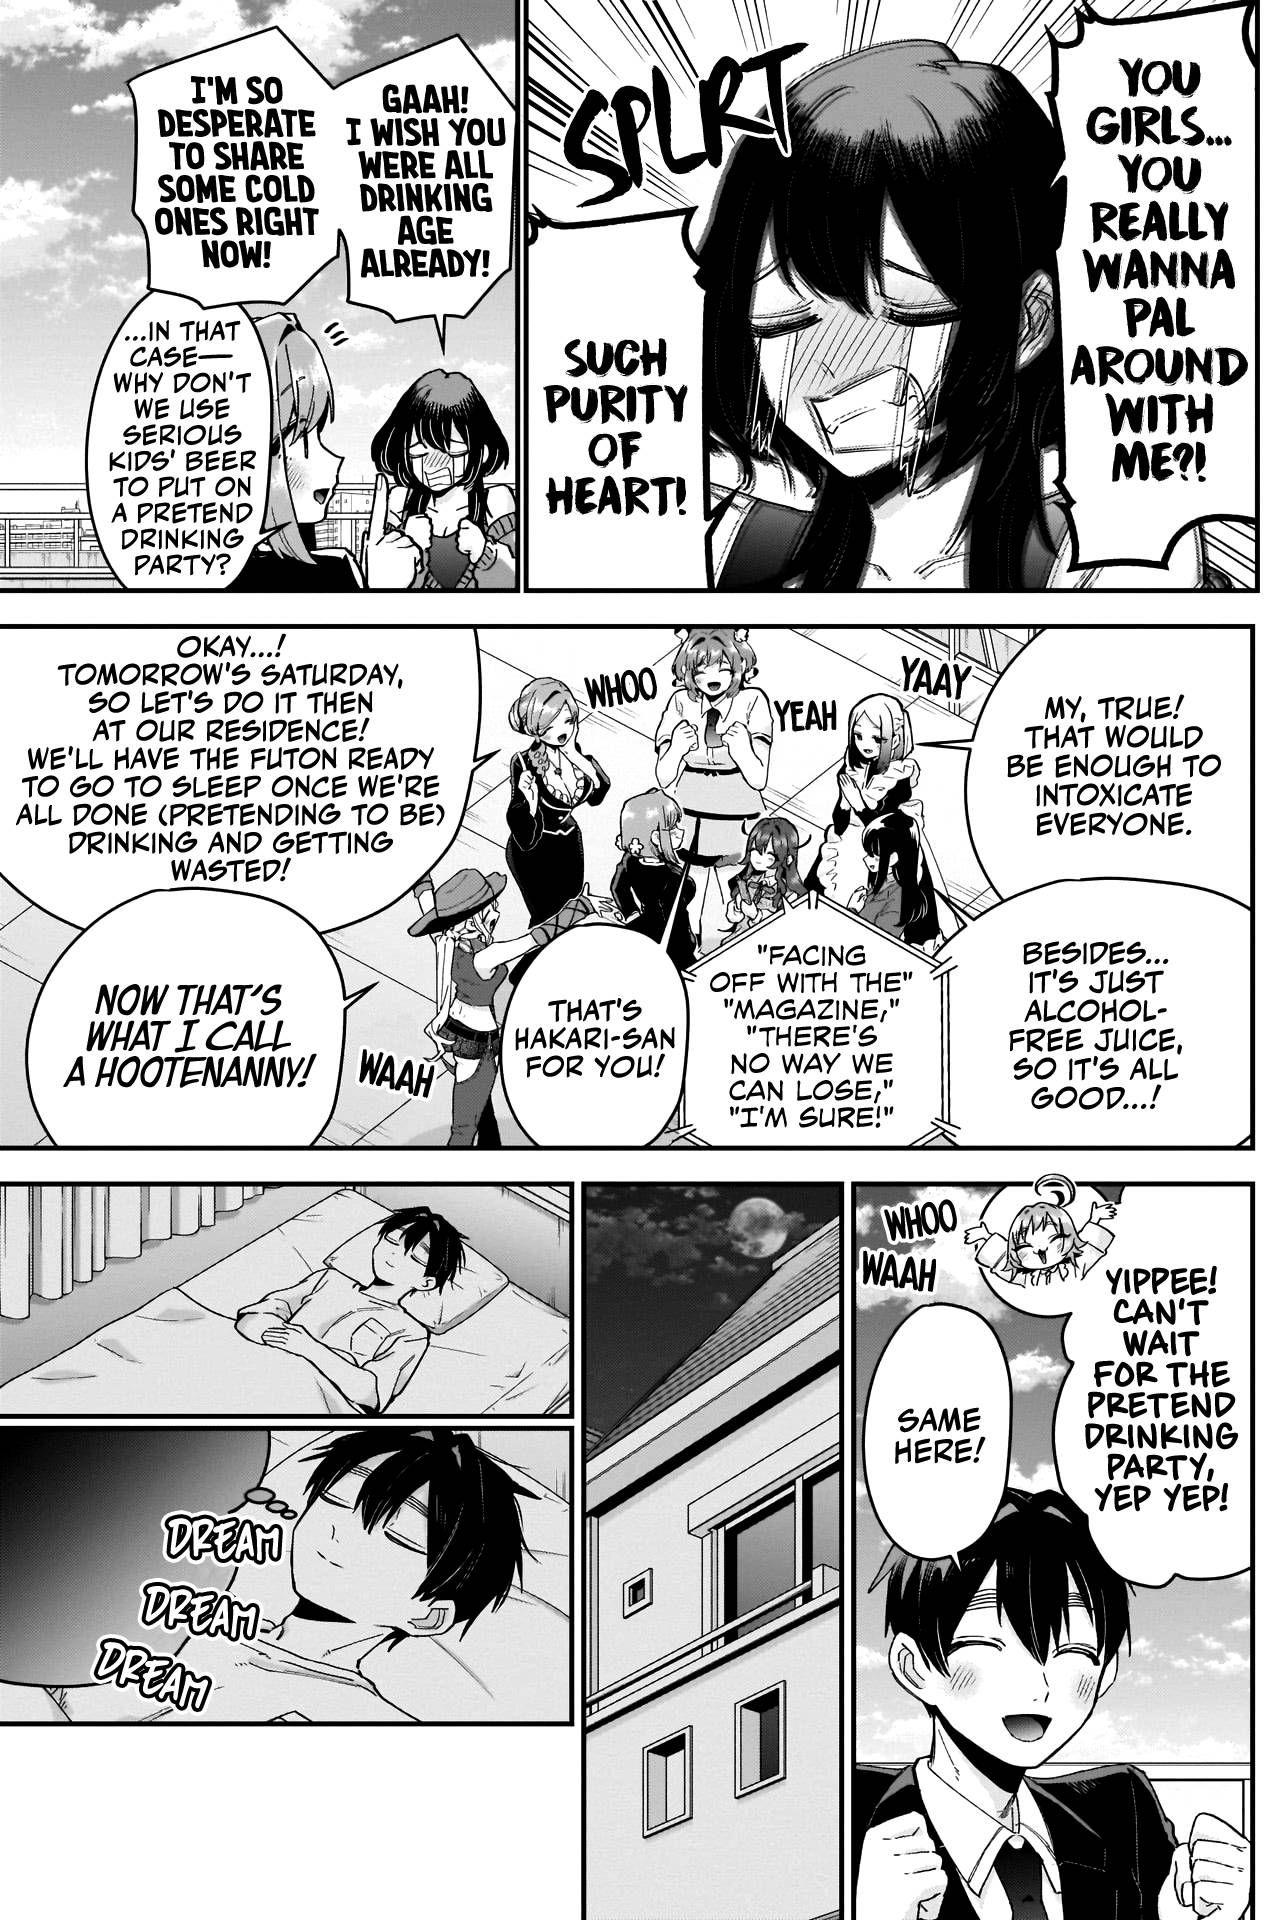 YOU
GIRLS...
YOU
REALLY
WANNA
PAL
AROUND
WITH
ME?!
SPLRT
SUCH
PURITY
OF
HEART!
GAAH!
I WISH YOU
WERE ALL
DRINKING
AGE
ALREADY!
I'M SO
DESPERATE
TO SHARE
SOME COLD
ONES RIGHT
NOW!
...IN THAT
CASE—
WHY DON'T
WE USE
SERIOUS
KIDS' BEER
TO PUT ON
A PRETEND
DRINKING
PARTY?
MY, TRUE!
THAT WOULD
BE ENOUGH TO
INTOXICATE
EVERYONE.
BESIDES...
IT'S JUST
ALCOHOL-
FREE JUICE,
SO IT'S ALL
GOOD...!
YAAY
YEAH
WHOO
"FACING
OFF WITH THE"
"MAGAZINE,"
"THERE'S
NO WAY WE
CAN LOSE,"
"I'M SURE!"
THAT'S
HAKARI-SAN
FOR YOU!
OKAY...!
TOMORROW'S SATURDAY,
SO LET'S DO IT THEN
AT OUR RESIDENCE!
WE'LL HAVE THE FUTON READY
TO GO TO SLEEP ONCE WE'RE
ALL DONE (PRETENDING TO BE)
DRINKING AND GETTING
WASTED!
NOW THAT'S
WHAT I CALL
A HOOTENANNY!
WAAH
YIPPEE!
CAN'T
WAIT
FOR THE
PRETEND
DRINKING
PARTY,
YEP YEP!
WHOO
WAAH
SAME
HERE!
DREAM
DREAM
DREAM